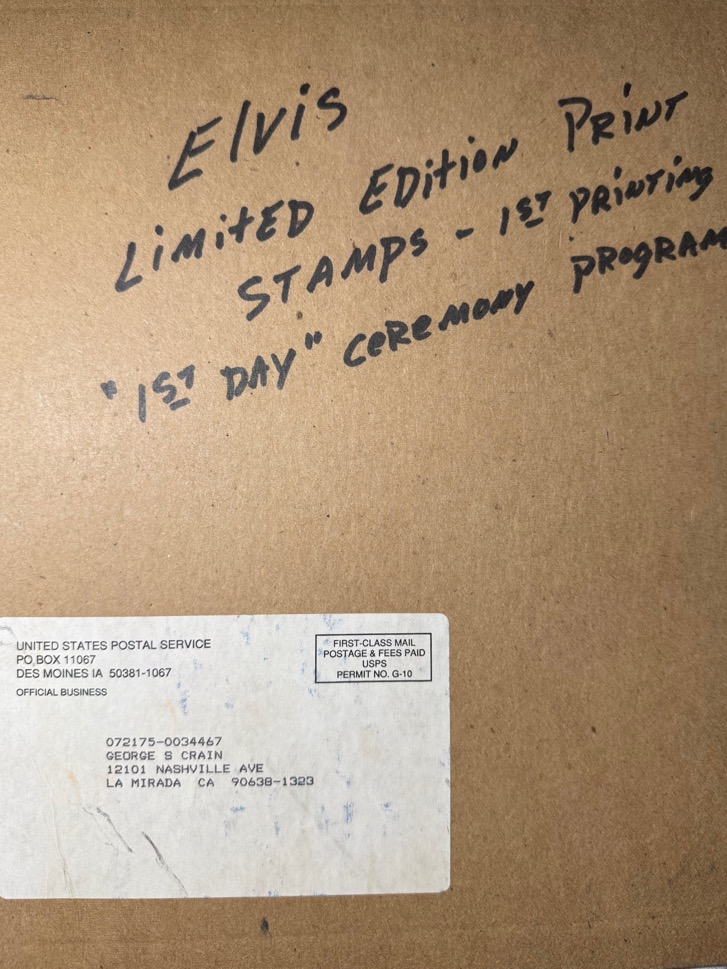 Elvis
LiMitED EDitioN PRiNT
STAMPS - 1ST PRiNTiNg
"1ST DAY" CeReMoNY PROgRAM
UNITED STATES POSTAL SERVICE
PO BOX 11067
DES MOINES IA 50381-1067
OFFICIAL BUSINESS
FIRST-CLASS MAIL
POSTAGE & FEES PAID
USPS
PERMIT NO. G-10
072175-0034467
GEORGE S CRAIN
12101 NASHVILLE AVE
LA MIRADA CA 90638-1323